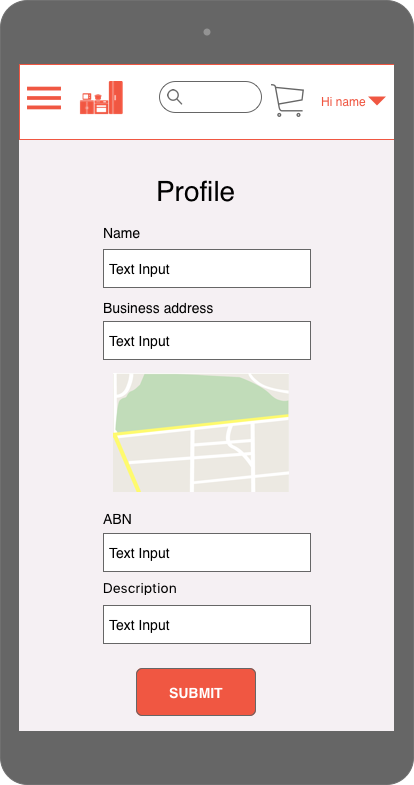 Hi name
Profile
Name
Text Input
Business address
Text Input
ABN
Text Input
Description
Text Input
SUBMIT